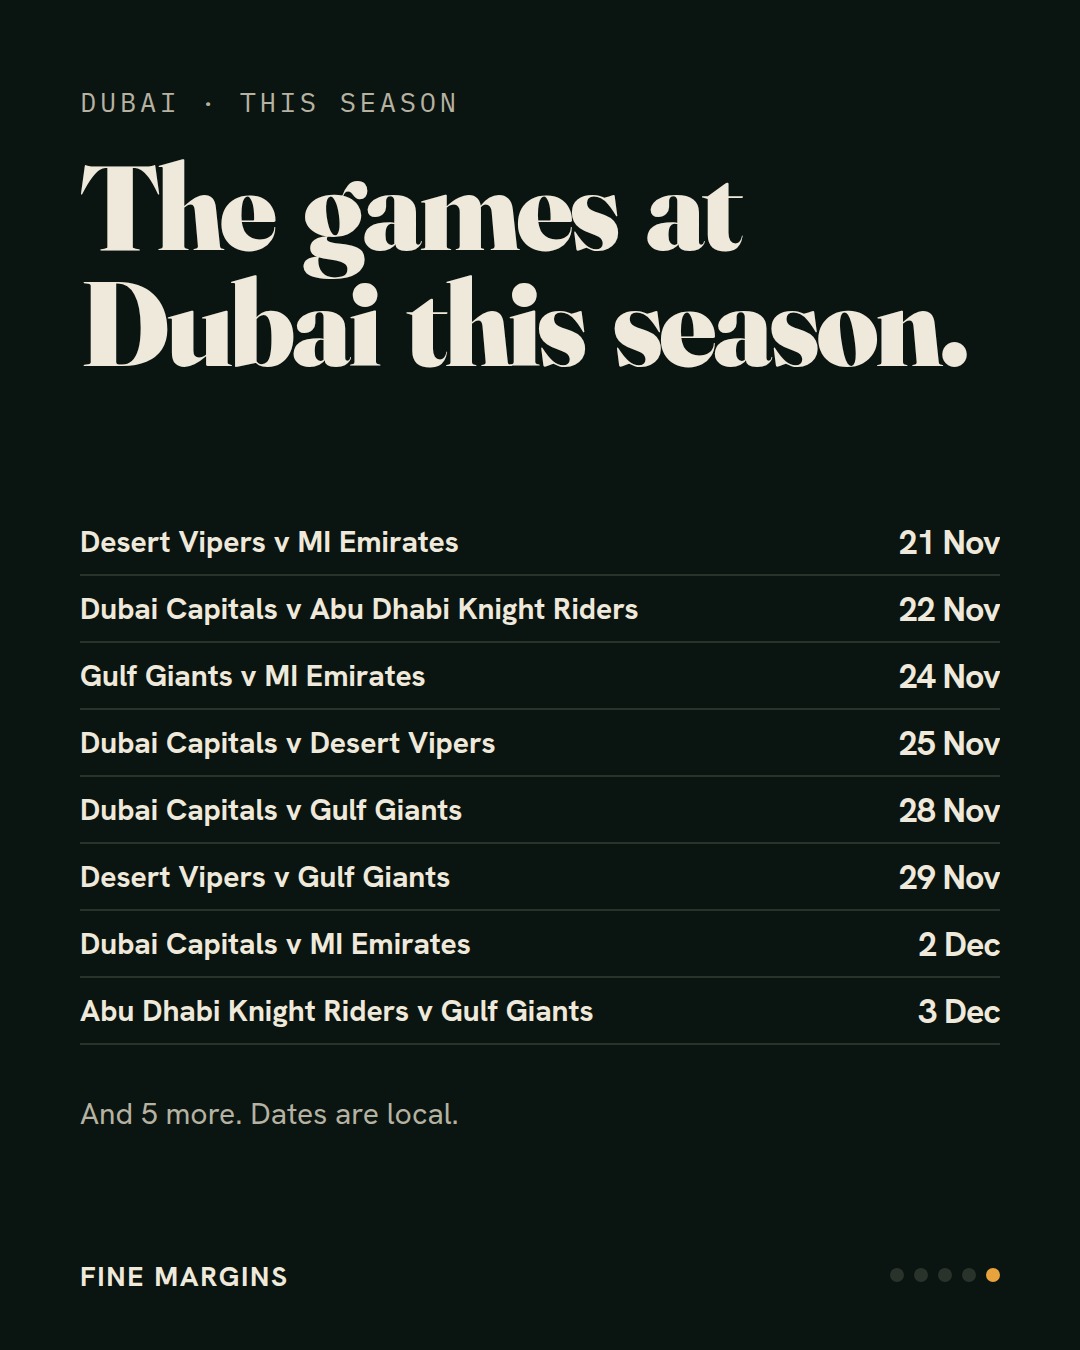 DUBAI · THIS SEASON
The games at
Dubai this season.
Desert Vipers v MI Emirates 21 Nov
Dubai Capitals v Abu Dhabi Knight Riders 22 Nov
Gulf Giants v MI Emirates 24 Nov
Dubai Capitals v Desert Vipers 25 Nov
Dubai Capitals v Gulf Giants 28 Nov
Desert Vipers v Gulf Giants 29 Nov
Dubai Capitals v MI Emirates 2 Dec
Abu Dhabi Knight Riders v Gulf Giants 3 Dec
And 5 more. Dates are local.
FINE MARGINS